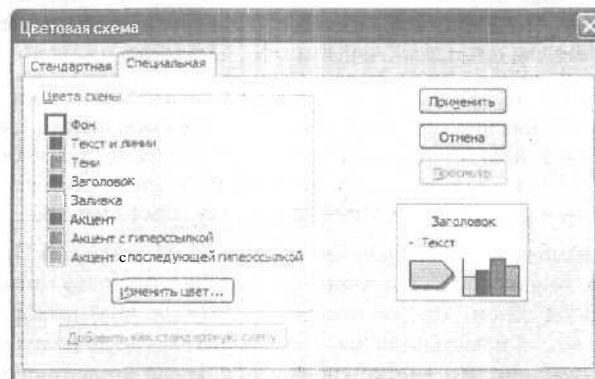 Цветовая схема
Стандартная Специальная
Цвета схемы
Фон
Текст и линии
Тени
Заголовок
Заливка
Акцент
Акцент с гиперссылкой
Акцент с последующей гиперссылкой
Изменить цвет...
Добавить как стандартную схему
Применить
Отмена
Просмотр
Заголовок
- Текст